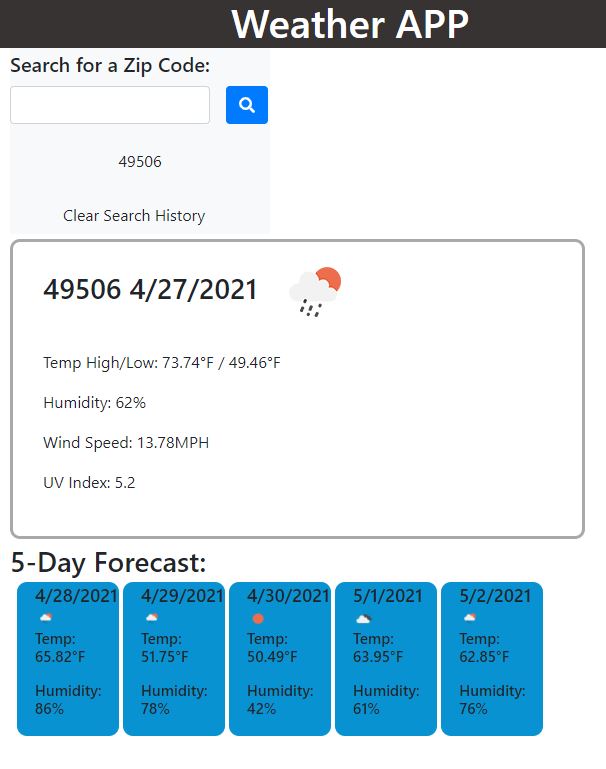 Weather APP
Search for a Zip Code:
49506
Clear Search History
49506 4/27/2021
Temp High/Low: 73.74°F / 49.46°F
Humidity: 62%
Wind Speed: 13.78MPH
UV Index: 5.2
5-Day Forecast:
4/28/2021
Temp:
65.82°F
Humidity:
86%
4/29/2021
Temp:
51.75°F
Humidity:
78%
4/30/2021
Temp:
50.49°F
Humidity:
42%
5/1/2021
Temp:
63.95°F
Humidity:
61%
5/2/2021
Temp:
62.85°F
Humidity:
76%